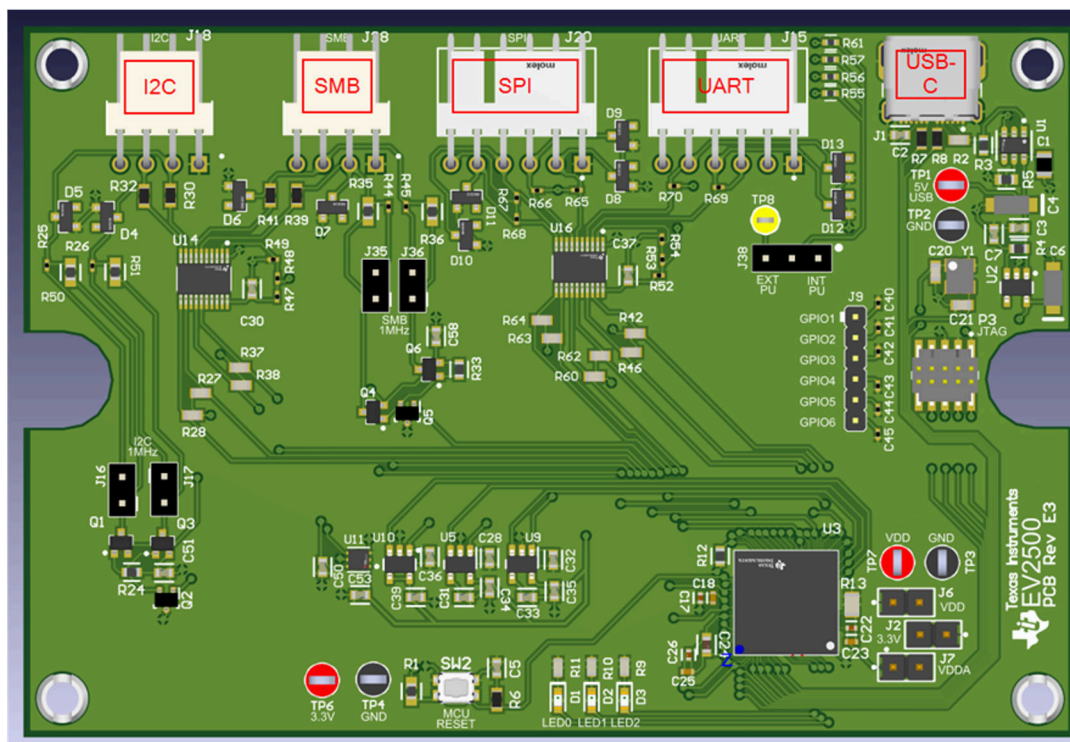 I2C
J18
SMB
J28
SPI
J20
UART
J15
molex
molex
I2C
SMB
SPI
UART
USB-C
R61
R57
R56
R55
J1
C2
R7
R8
R2
R3
U1
C1
R5
TP1
5V
USB
TP2
GND
C4
C3
R4
C7
U2
C6
C20
Y1
C21
P3
JTAG
D9
D8
D13
D12
TP8
J38
EXT
PU
INT
PU
R32
R30
D5
D4
R25
R26
R50
R51
U14
D6
R41
R39
D7
R35
R44
R45
R36
R49
R48
R47
C30
J35
J36
SMB
1MHz
D11
D10
R67
R68
R66
R65
R70
R69
U16
C37
R54
R53
R52
R64
R63
R62
R60
R42
R46
C58
Q6
R33
Q4
Q5
R37
R38
R27
R28
J9
GPIO1
GPIO2
GPIO3
GPIO4
GPIO5
GPIO6
C40
C41
C42
C43
C44
C45
I2C
1MHz
J16
J17
Q1
Q3
C51
R24
Q2
U11
U10
U5
C28
U9
C50
C53
C39
C36
C31
C34
C33
C32
C35
R12
U3
C18
C17
C26
C25
C24
R13
C22
C23
TEXAS
INSTRUMENTS
VDD
TP7
GND
TP3
J6
VDD
J2
3.3V
J7
VDDA
Texas Instruments
EV2500
PCB Rev E3
TP6
3.3V
TP4
GND
R1
SW2
MCU
RESET
C5
R6
R11
R10
R9
D1
D2
D3
LED0
LED1
LED2